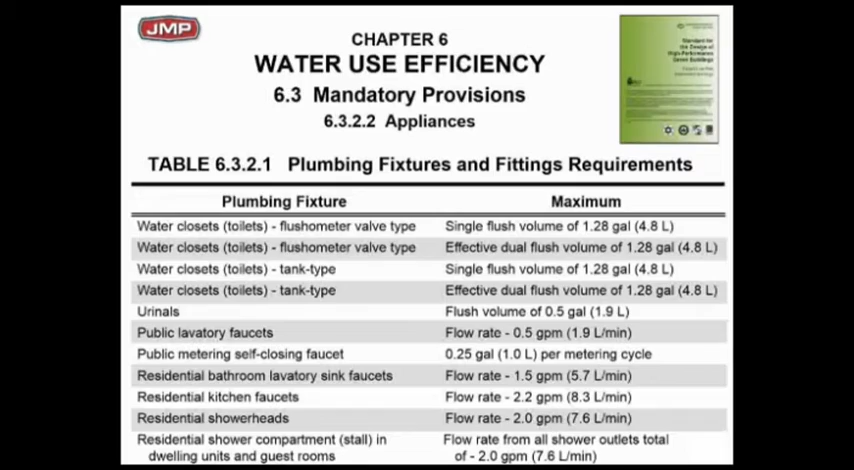 JMP
CHAPTER 6
WATER USE EFFICIENCY
6.3 Mandatory Provisions
6.3.2.2 Appliances
Standard for
the Design of
High-Performance
Green Buildings
TABLE 6.3.2.1 Plumbing Fixtures and Fittings Requirements
Plumbing Fixture Maximum
Water closets (toilets) - flushometer valve type Single flush volume of 1.28 gal (4.8 L)
Water closets (toilets) - flushometer valve type Effective dual flush volume of 1.28 gal (4.8 L)
Water closets (toilets) - tank-type Single flush volume of 1.28 gal (4.8 L)
Water closets (toilets) - tank-type Effective dual flush volume of 1.28 gal (4.8 L)
Urinals Flush volume of 0.5 gal (1.9 L)
Public lavatory faucets Flow rate - 0.5 gpm (1.9 L/min)
Public metering self-closing faucet 0.25 gal (1.0 L) per metering cycle
Residential bathroom lavatory sink faucets Flow rate - 1.5 gpm (5.7 L/min)
Residential kitchen faucets Flow rate - 2.2 gpm (8.3 L/min)
Residential showerheads Flow rate - 2.0 gpm (7.6 L/min)
Residential shower compartment (stall) in Flow rate from all shower outlets total
dwelling units and guest rooms of - 2.0 gpm (7.6 L/min)